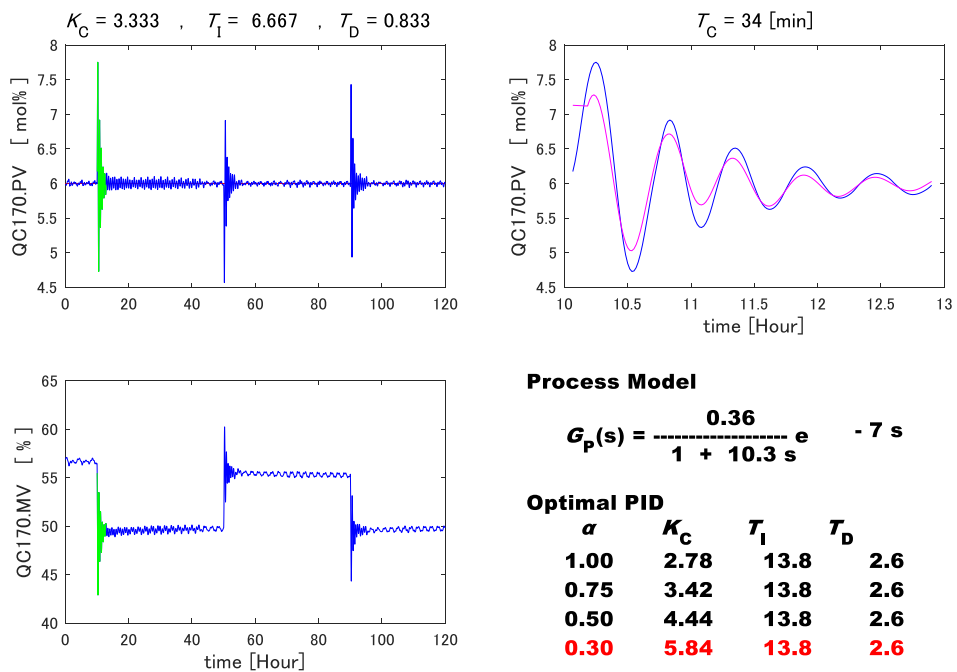 K_C = 3.333 , T_I = 6.667 , T_D = 0.833
8
7.5
7
6.5
6
5.5
5
4.5
QC170.PV [ mol% ]
0 20 40 60 80 100 120
T_C = 34 [min]
8
7.5
7
6.5
6
5.5
5
4.5
QC170.PV [ mol% ]
10 10.5 11 11.5 12 12.5 13
time [Hour]
65
60
55
50
45
40
QC170.MV [ % ]
0 20 40 60 80 100 120
time [Hour]
Process Model
0.36
G_P(s) = ------------------ e - 7 s
1 + 10.3 s
Optimal PID
α K_C T_I T_D
1.00 2.78 13.8 2.6
0.75 3.42 13.8 2.6
0.50 4.44 13.8 2.6
0.30 5.84 13.8 2.6